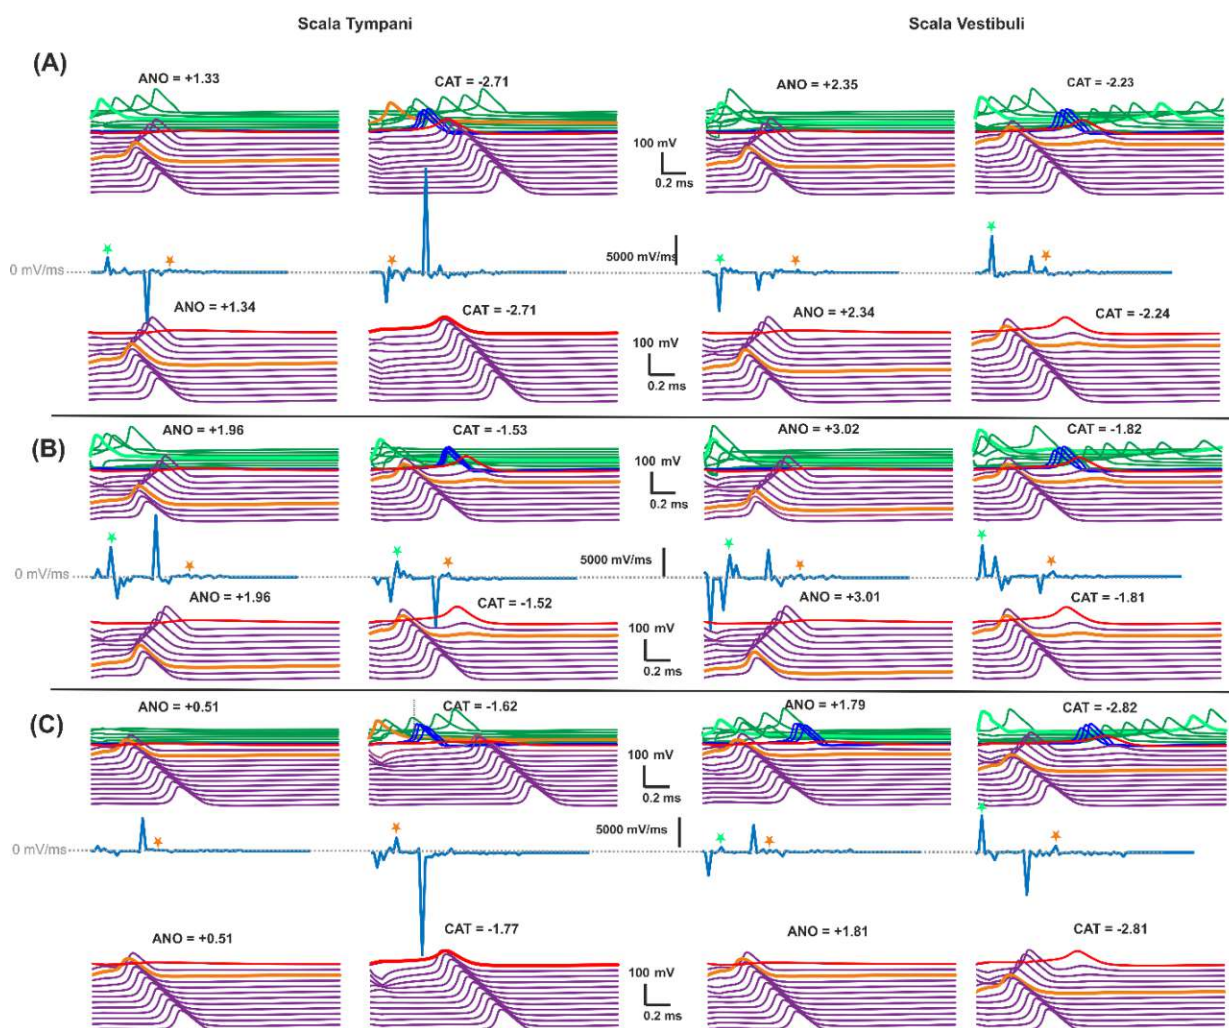 Scala Tympani
Scala Vestibuli
(A)
ANO = +1.33
CAT = -2.71
ANO = +2.35
CAT = -2.23
100 mV
0.2 ms
0 mV/ms
5000 mV/ms
ANO = +1.34
CAT = -2.71
ANO = +2.34
CAT = -2.24
100 mV
0.2 ms
(B)
ANO = +1.96
CAT = -1.53
ANO = +3.02
CAT = -1.82
100 mV
0.2 ms
0 mV/ms
5000 mV/ms
ANO = +1.96
CAT = -1.52
ANO = +3.01
CAT = -1.81
100 mV
0.2 ms
(C)
ANO = +0.51
CAT = -1.62
ANO = +1.79
CAT = -2.82
100 mV
0.2 ms
0 mV/ms
5000 mV/ms
ANO = +0.51
CAT = -1.77
ANO = +1.81
CAT = -2.81
100 mV
0.2 ms